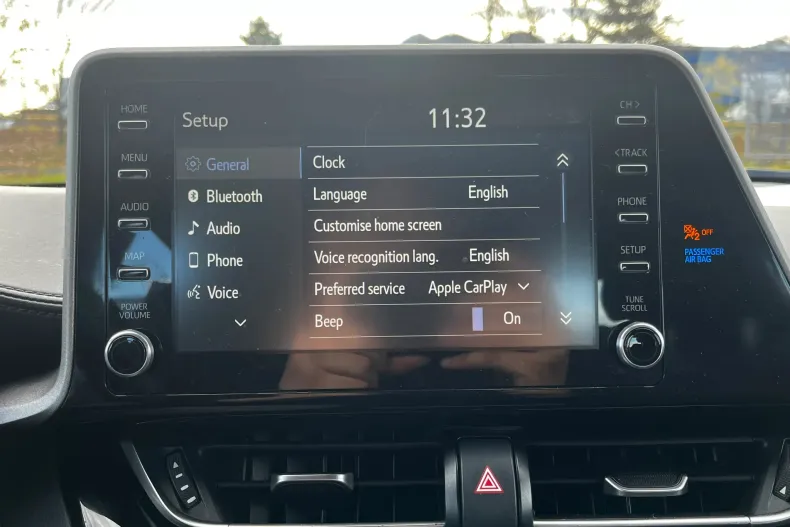 HOME
MENU
AUDIO
MAP
POWER
VOLUME
Setup
11:32
General
Bluetooth
Audio
Phone
Voice
Clock
Language English
Customise home screen
Voice recognition lang. English
Preferred service Apple CarPlay
Beep On
CH >
< TRACK
PHONE
SETUP
TUNE
SCROLL
2 OFF
PASSENGER
AIR BAG